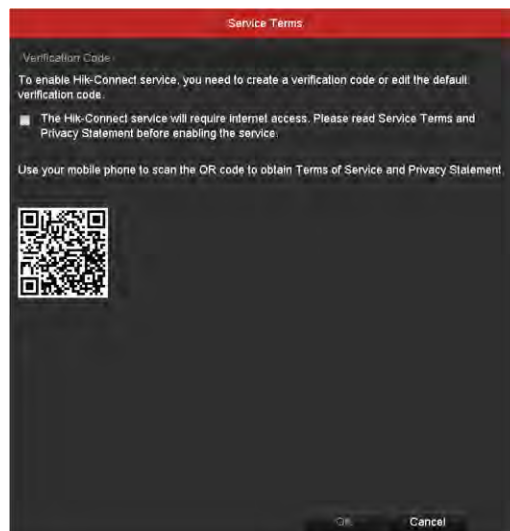 Service Terms
Verification Code
To enable Hik-Connect service, you need to create a verification code or edit the default
verification code.
The Hik-Connect service will require internet access. Please read Service Terms and
Privacy Statement before enabling the service.
Use your mobile phone to scan the QR code to obtain Terms of Service and Privacy Statement.
OK
Cancel